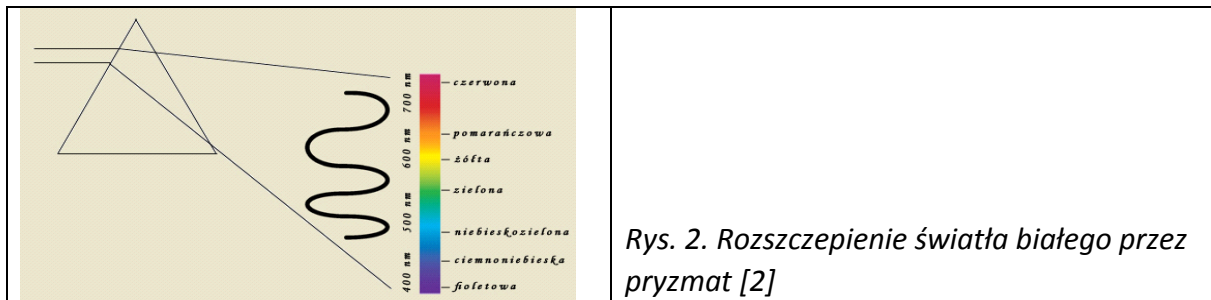 700 nm
600 nm
500 nm
400 nm
czerwona
pomarańczowa
żółta
zielona
niebieskozielona
ciemnoniebieska
fioletowa
Rys. 2. Rozszczepienie światła białego przez
pryzmat [2]